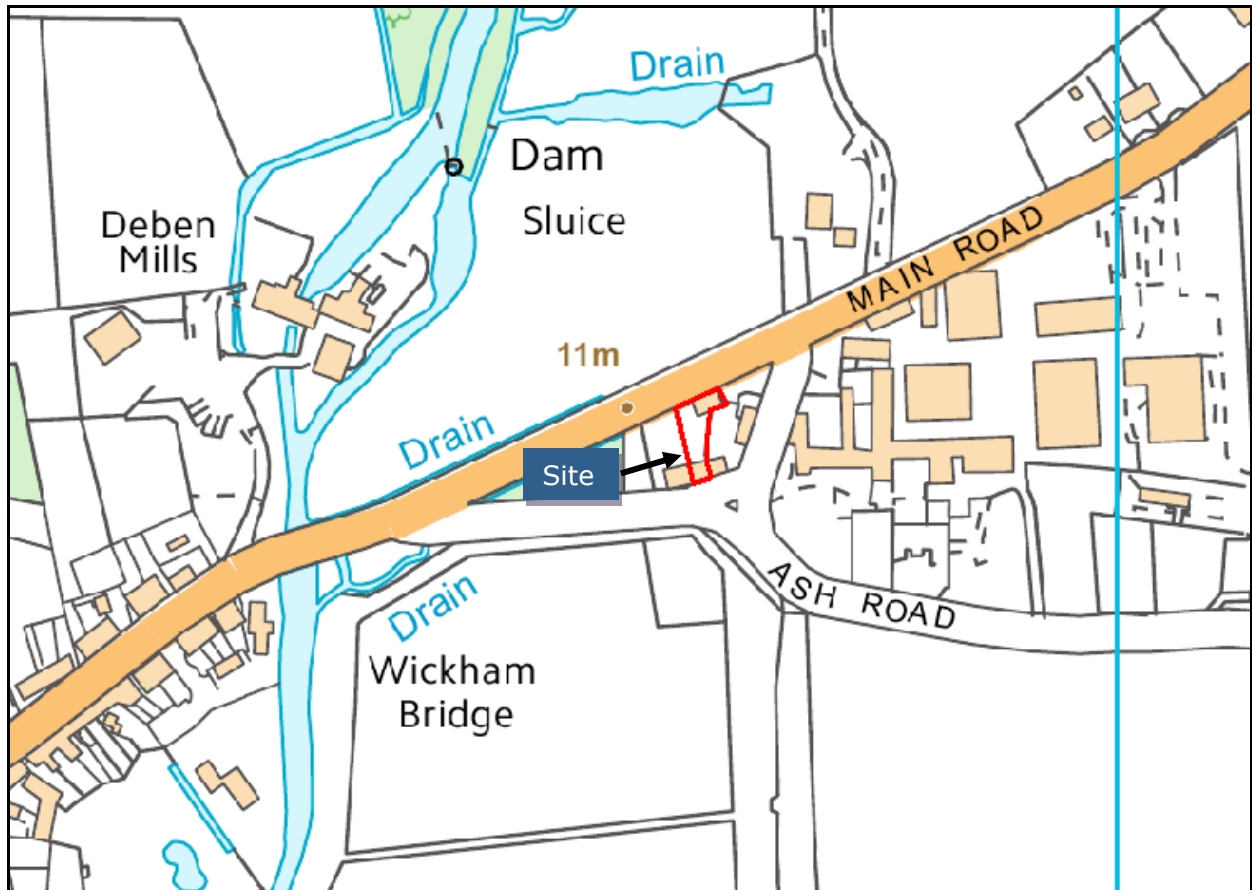 Drain
Dam
Sluice
Deben
Mills
MAIN ROAD
11m
Drain
Site
ASH ROAD
Drain
Wickham
Bridge